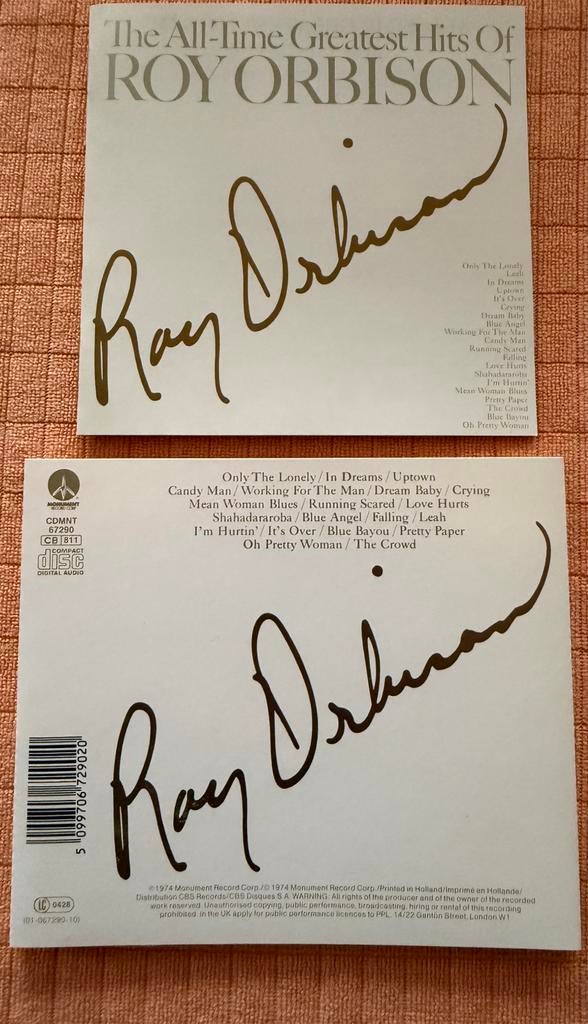 The All-Time Greatest Hits Of
ROY ORBISON
Roy Orbison
Only The Lonely
Leah
In Dreams
Uptown
It's Over
Crying
Dream Baby
Blue Angel
Working For The Man
Candy Man
Running Scared
Falling
Love Hurts
Shahadararoba
I'm Hurtin'
Mean Woman Blues
Pretty Paper
The Crowd
Blue Bayou
Oh Pretty Woman
MONUMENT
CDMNT
67290
CB 811
COMPACT
disc
DIGITAL AUDIO
Only The Lonely / In Dreams / Uptown
Candy Man / Working For The Man / Dream Baby / Crying
Mean Woman Blues / Running Scared / Love Hurts
Shahadararoba / Blue Angel / Falling / Leah
I'm Hurtin' / It's Over / Blue Bayou / Pretty Paper
Oh Pretty Woman / The Crowd
Roy Orbison
5 099706 729020
LC 0428
(01-067290-10)
℗ 1974 Monument Record Corp./© 1974 Monument Record Corp./Printed in Holland/Imprimé en Hollande/
Distribution CBS Records/CBS Disques S.A. WARNING: All rights of the producer and of the owner of the recorded
work reserved. Unauthorised copying, public performance, broadcasting, hiring or rental of this recording
prohibited. In the UK apply for public performance licences to PPL, 14/22 Ganton Street, London W1